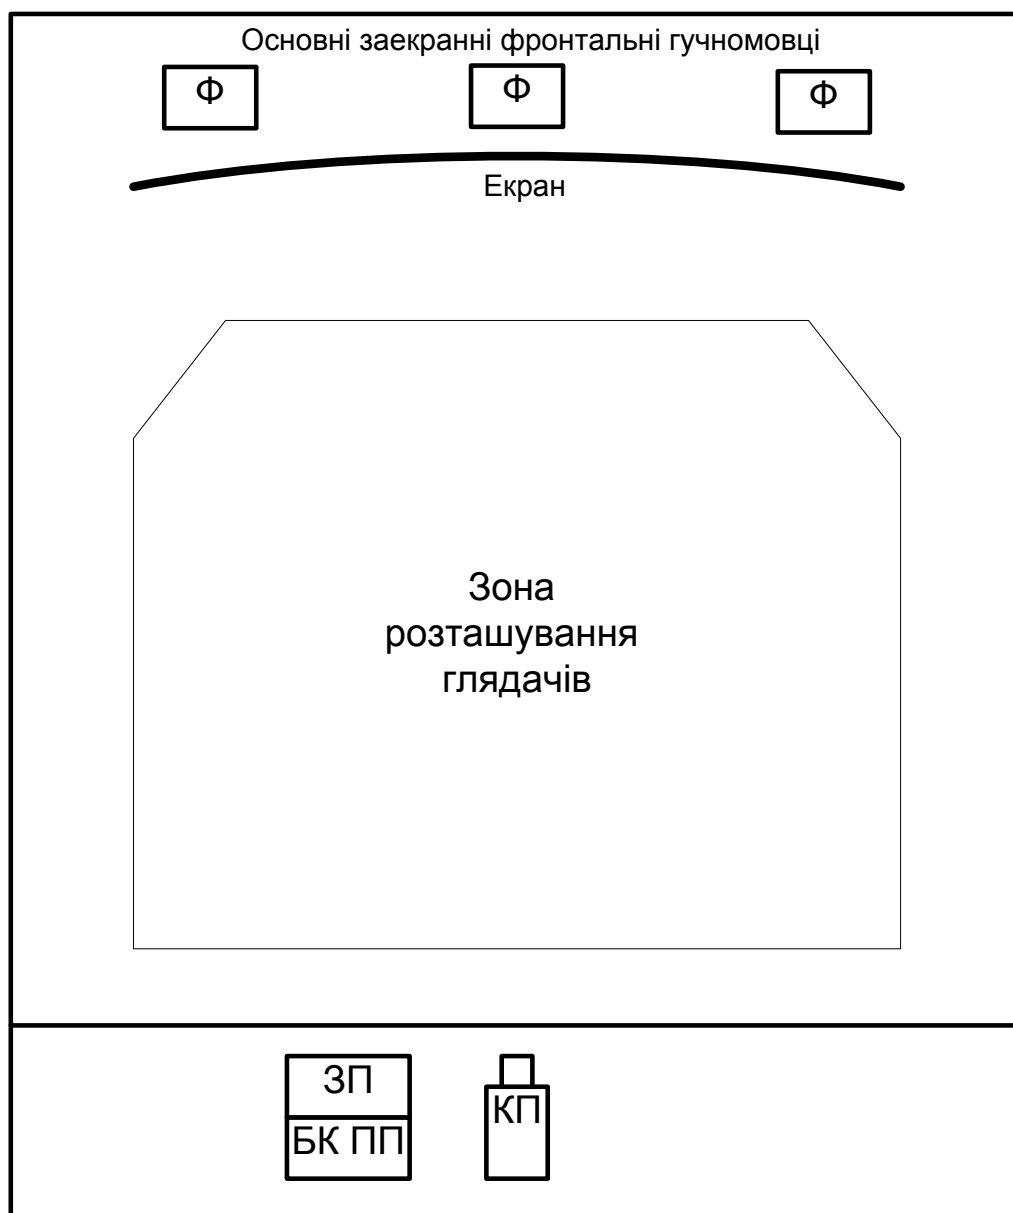 Основні заекранні фронтальні гучномовці
Ф Ф Ф
Екран
Зона
розташування
глядачів
ЗП
БК ПП
КП